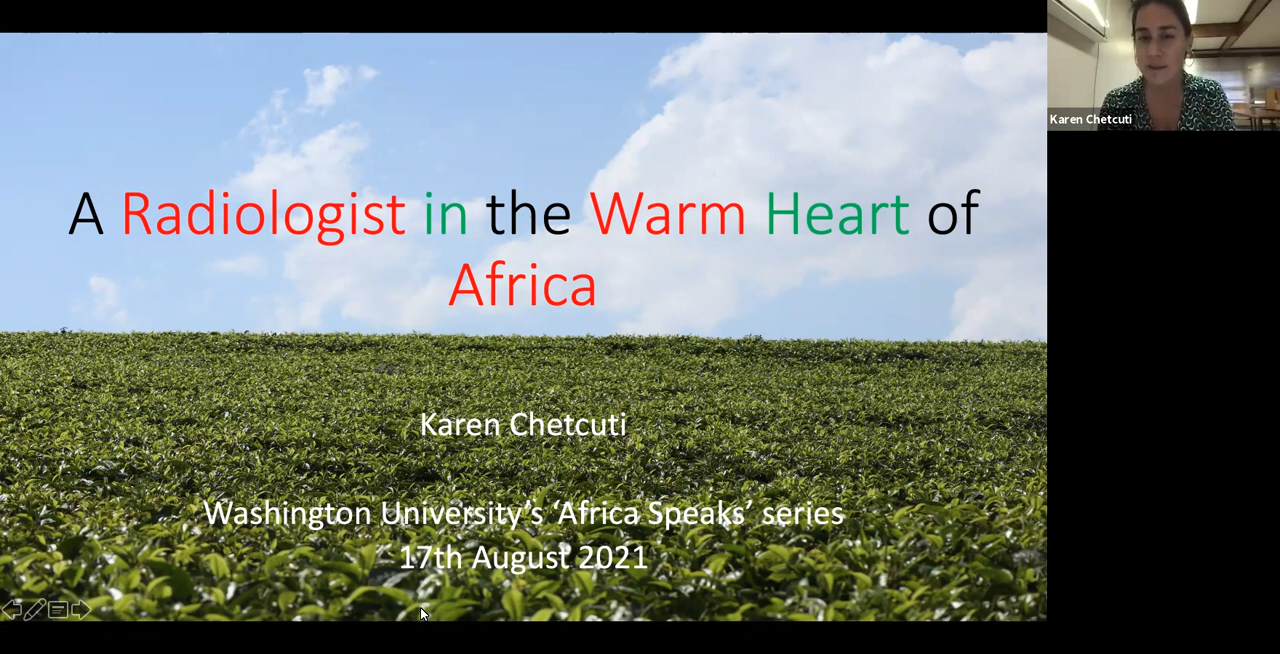 A Radiologist in the Warm Heart of
Africa
Karen Chetcuti
Washington University's 'Africa Speaks' series
17th August 2021
Karen Chetcuti